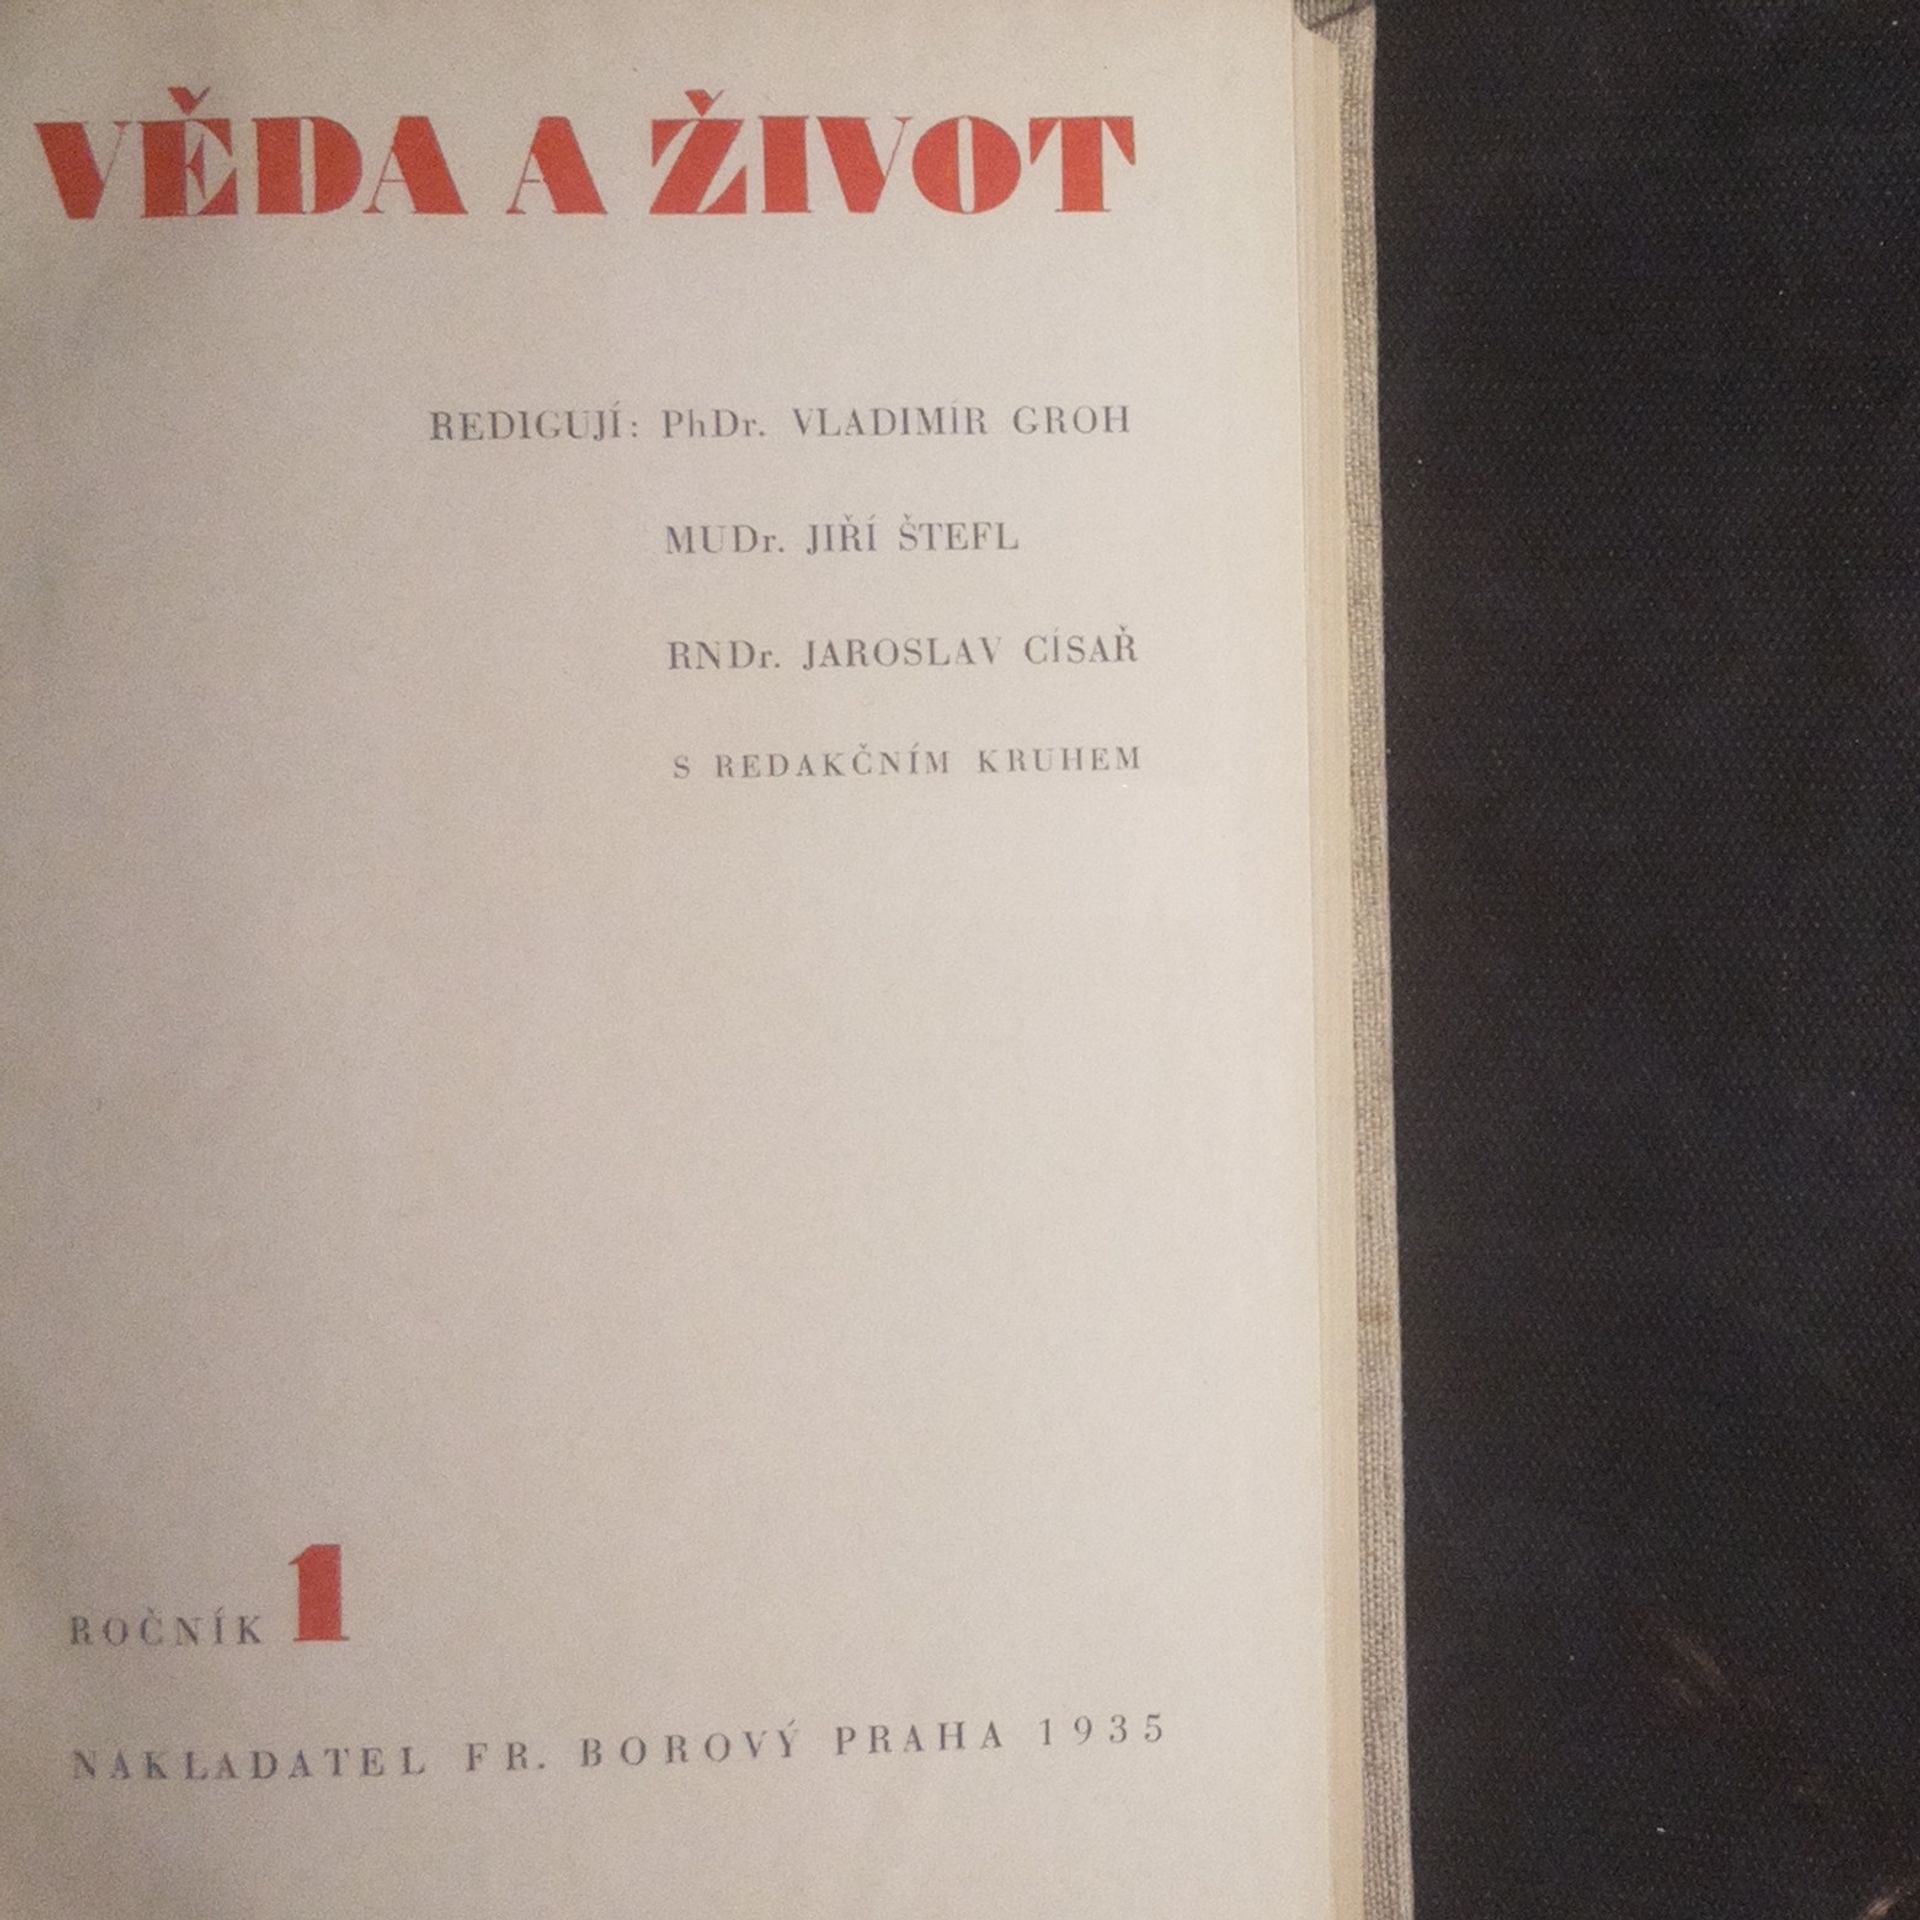 VĚDA A ŽIVOT
REDIGUJÍ: PhDr. VLADIMÍR GROH
MUDr. JIŘÍ ŠTEFL
RNDr. JAROSLAV CÍSAŘ
S REDAKČNÍM KRUHEM
ROČNÍK 1
NAKLADATEL FR. BOROVÝ PRAHA 1935